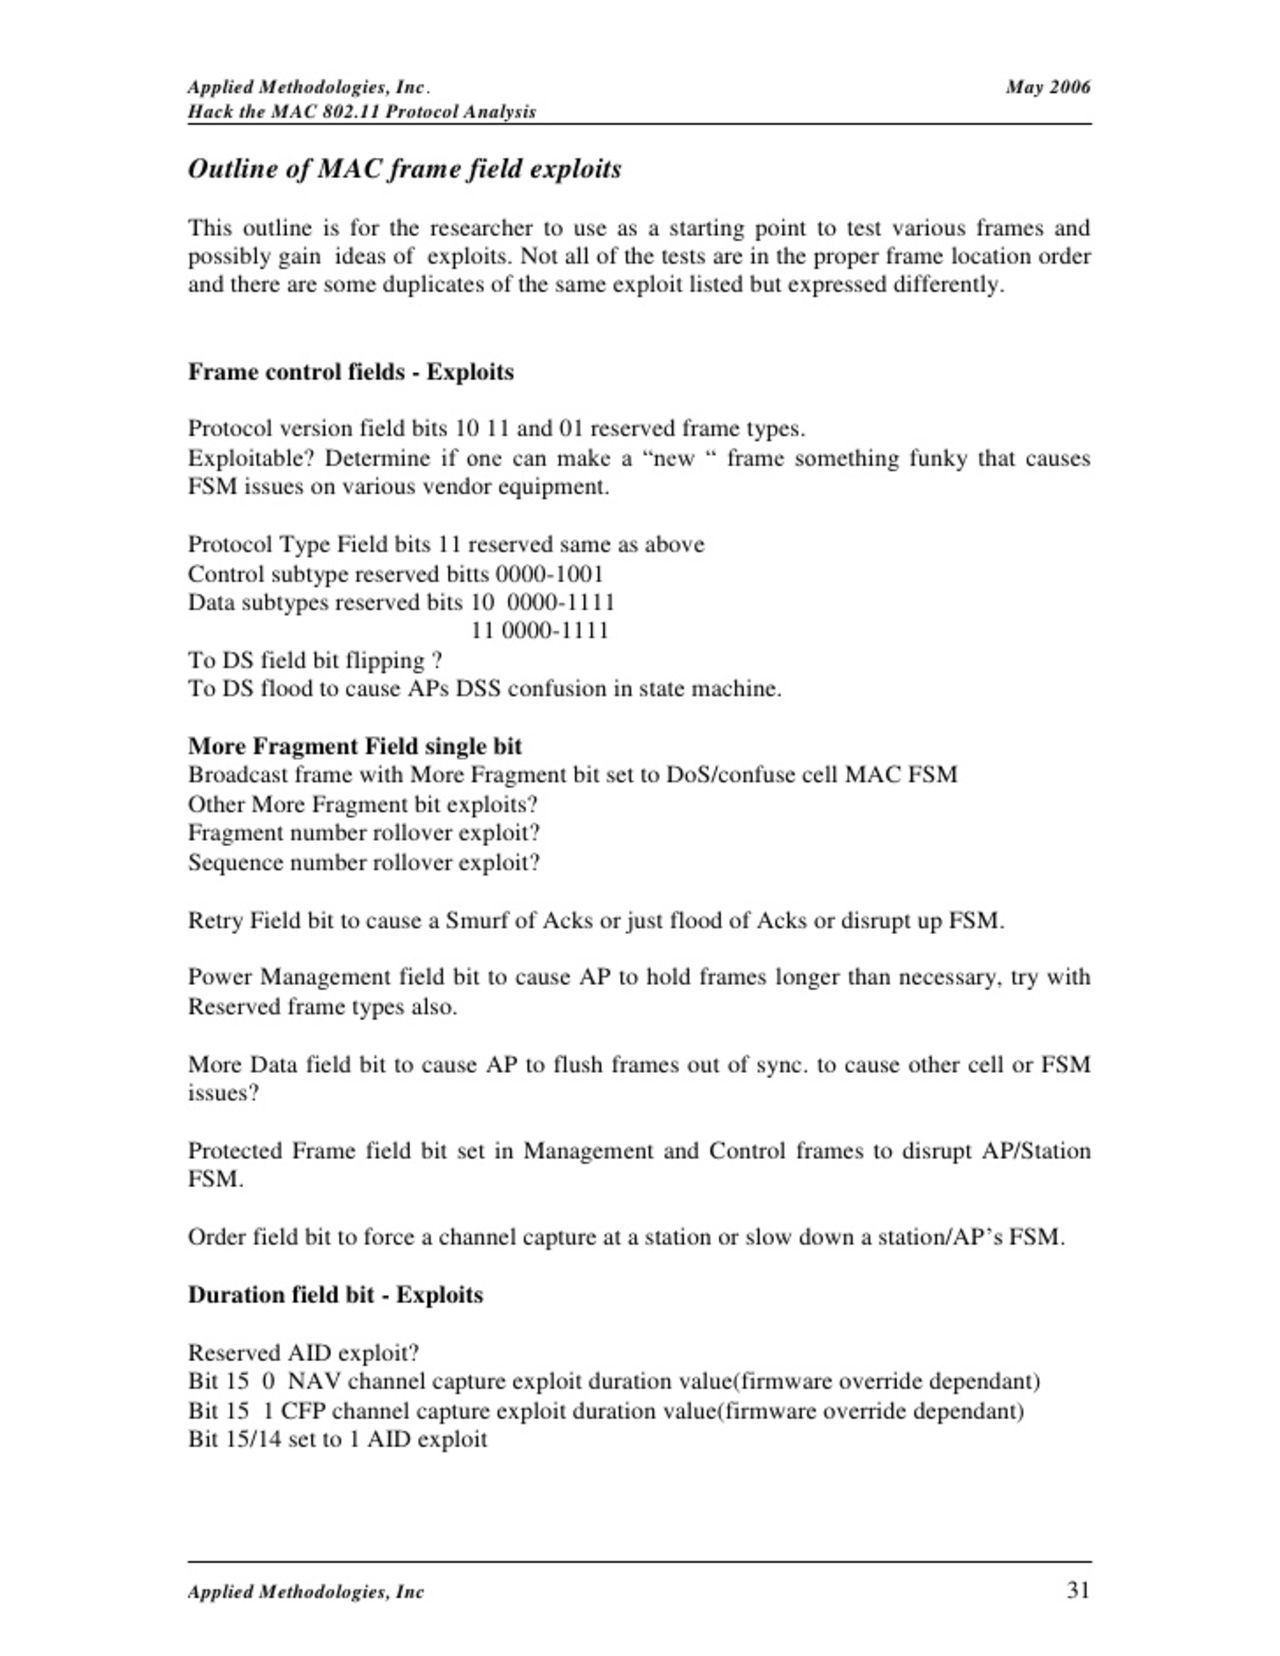 Applied Methodologies, Inc. May 2006
Hack the MAC 802.11 Protocol Analysis
Outline of MAC frame field exploits
This outline is for the researcher to use as a starting point to test various frames and
possibly gain ideas of exploits. Not all of the tests are in the proper frame location order
and there are some duplicates of the same exploit listed but expressed differently.
Frame control fields - Exploits
Protocol version field bits 10 11 and 01 reserved frame types.
Exploitable? Determine if one can make a “new “ frame something funky that causes
FSM issues on various vendor equipment.
Protocol Type Field bits 11 reserved same as above
Control subtype reserved bitts 0000-1001
Data subtypes reserved bits 10 0000-1111
11 0000-1111
To DS field bit flipping ?
To DS flood to cause APs DSS confusion in state machine.
More Fragment Field single bit
Broadcast frame with More Fragment bit set to DoS/confuse cell MAC FSM
Other More Fragment bit exploits?
Fragment number rollover exploit?
Sequence number rollover exploit?
Retry Field bit to cause a Smurf of Acks or just flood of Acks or disrupt up FSM.
Power Management field bit to cause AP to hold frames longer than necessary, try with
Reserved frame types also.
More Data field bit to cause AP to flush frames out of sync. to cause other cell or FSM
issues?
Protected Frame field bit set in Management and Control frames to disrupt AP/Station
FSM.
Order field bit to force a channel capture at a station or slow down a station/AP’s FSM.
Duration field bit - Exploits
Reserved AID exploit?
Bit 15 0 NAV channel capture exploit duration value(firmware override dependant)
Bit 15 1 CFP channel capture exploit duration value(firmware override dependant)
Bit 15/14 set to 1 AID exploit
Applied Methodologies, Inc 31